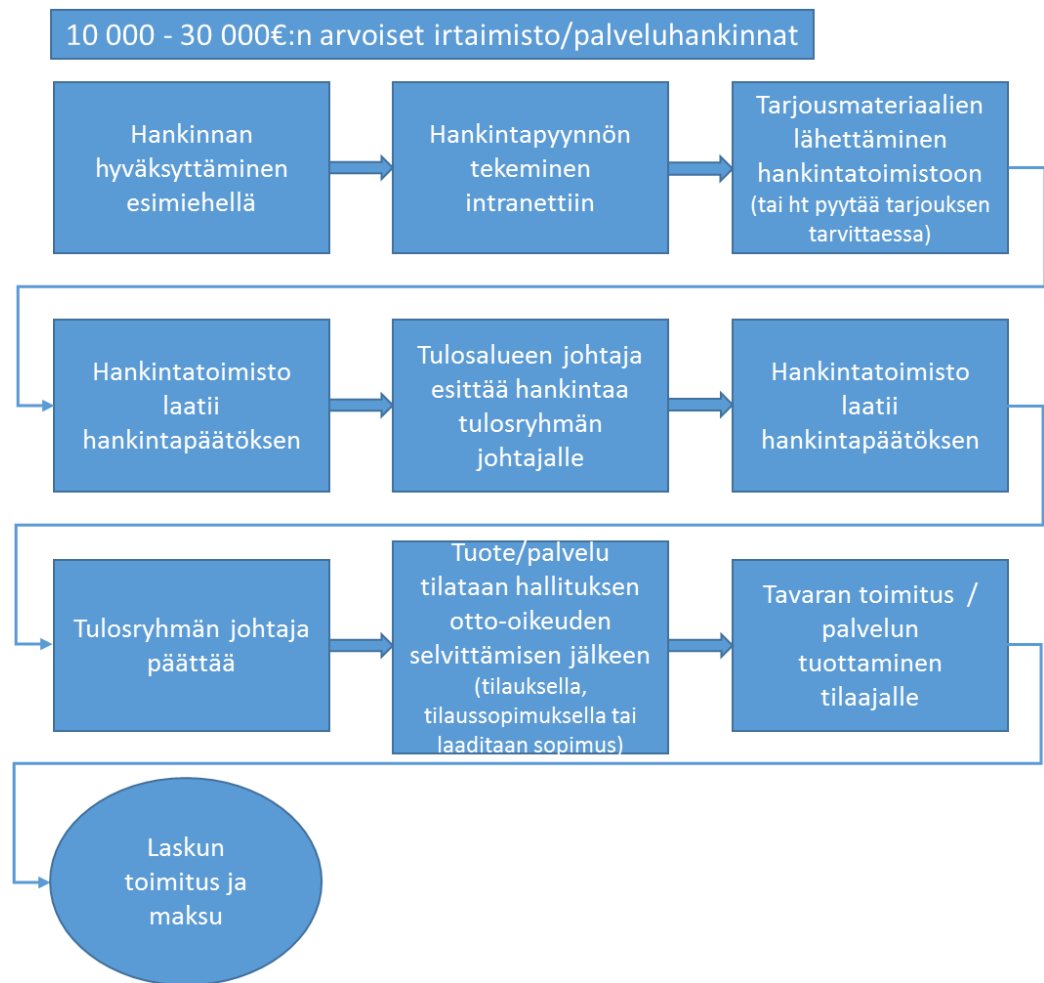 10 000 - 30 000€:n arvoiset irtaimisto/palveluhankinnat
Hankinnan
hyväksyttäminen
esimiehellä
Hankintapyynnön
tekeminen
intranettiin
Tarjousmateriaalien
lähettäminen
hankintatoimistoon
(tai ht pyytää tarjouksen
tarvittaessa)
Hankintatoimisto
laatii
hankintapäätöksen
Tulosalueen johtaja
esittää hankintaa
tulosryhmän
johtajalle
Hankintatoimisto
laatii
hankintapäätöksen
Tulosryhmän johtaja
päättää
Tuote/palvelu
tilataan hallituksen
otto-oikeuden
selvittämisen jälkeen
(tilauksella,
tilaussopimuksella tai
laaditaan sopimus)
Tavaran toimitus /
palvelun
tuottaminen
tilaajalle
Laskun
toimitus ja
maksu